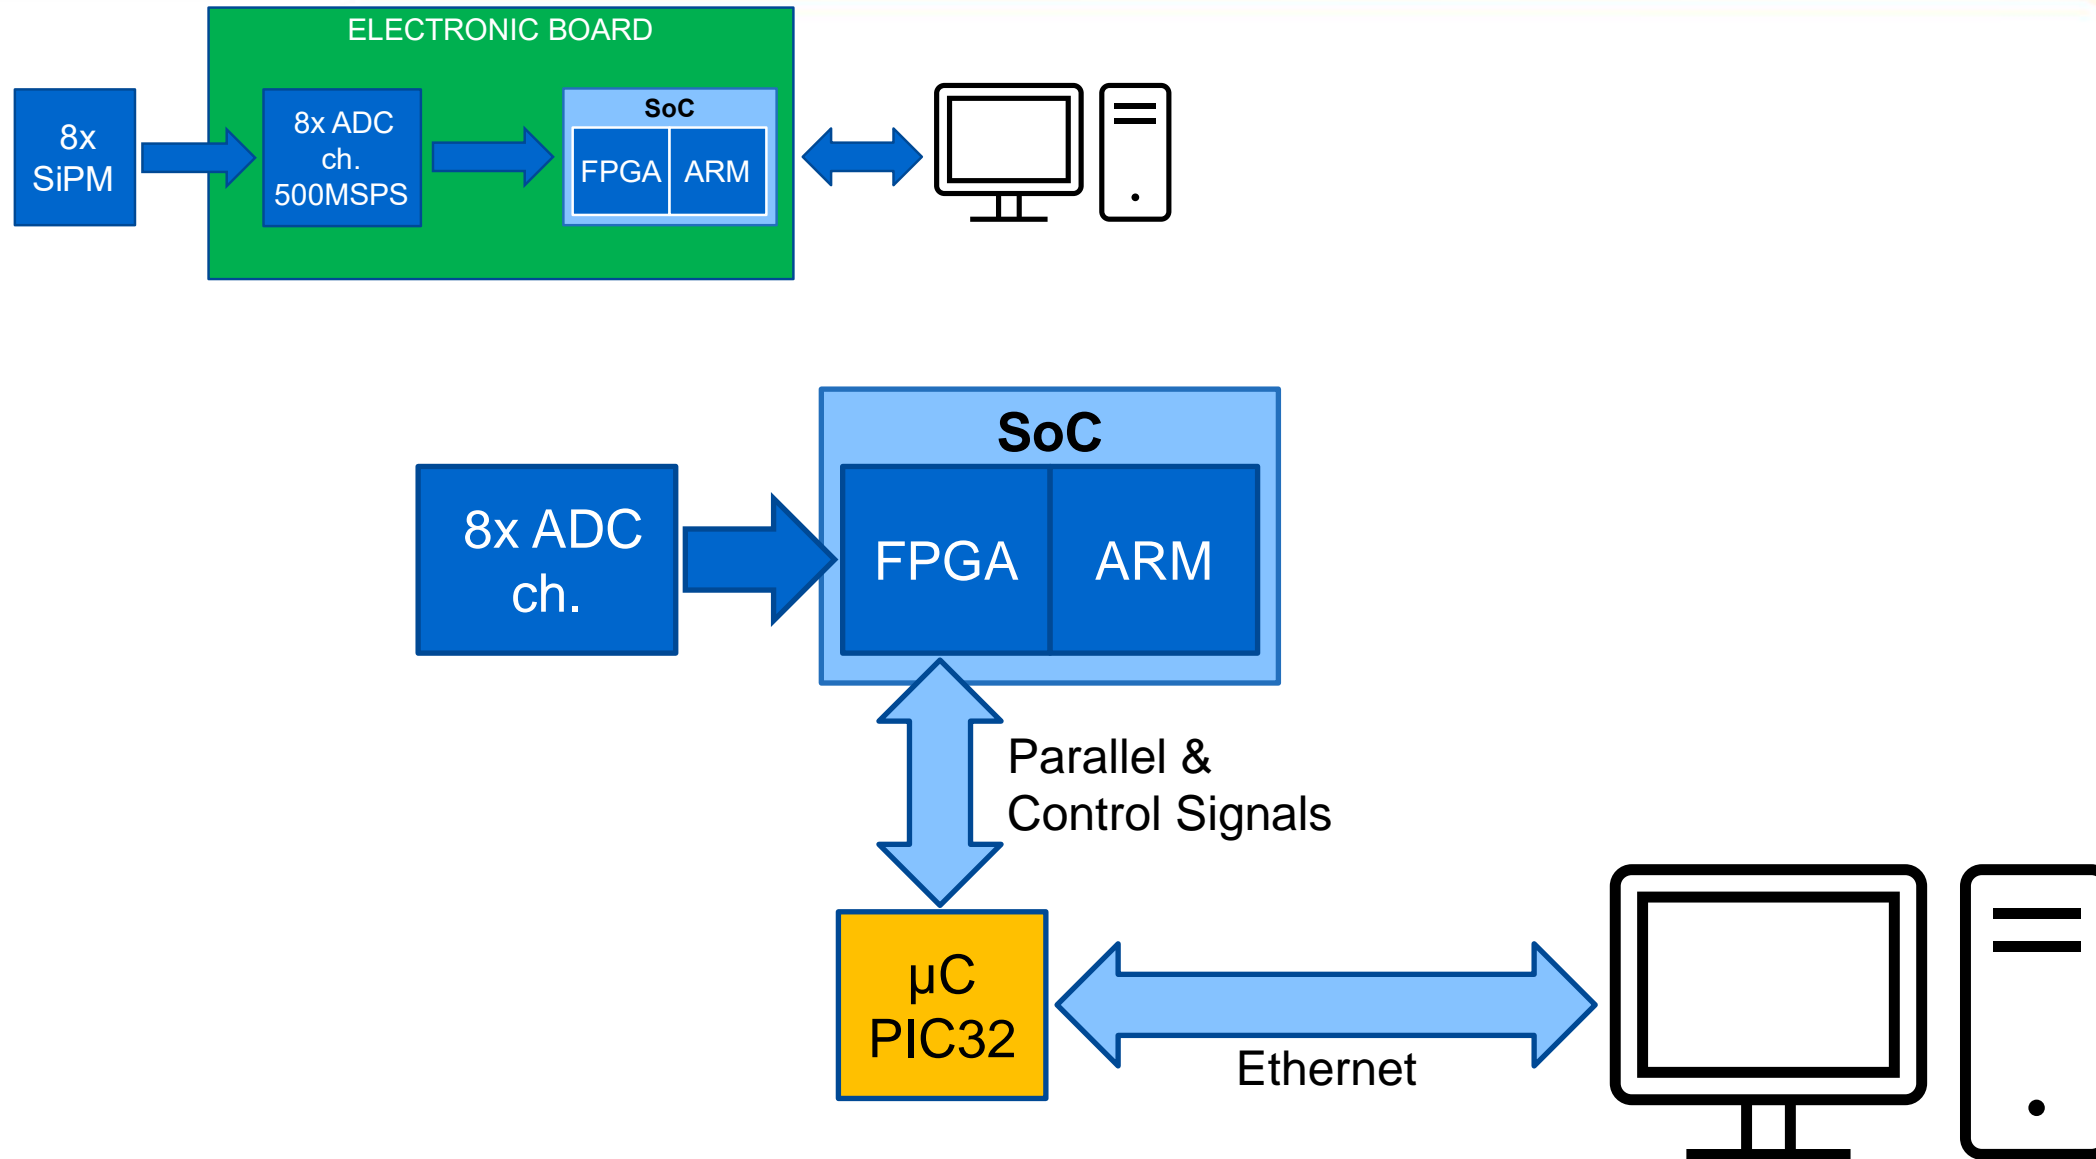 ELECTRONIC BOARD
8x
SiPM
8x ADC
ch.
500MSPS
SoC
FPGA
ARM
SoC
8x ADC
ch.
FPGA
ARM
Parallel &
Control Signals
µC
PIC32
Ethernet